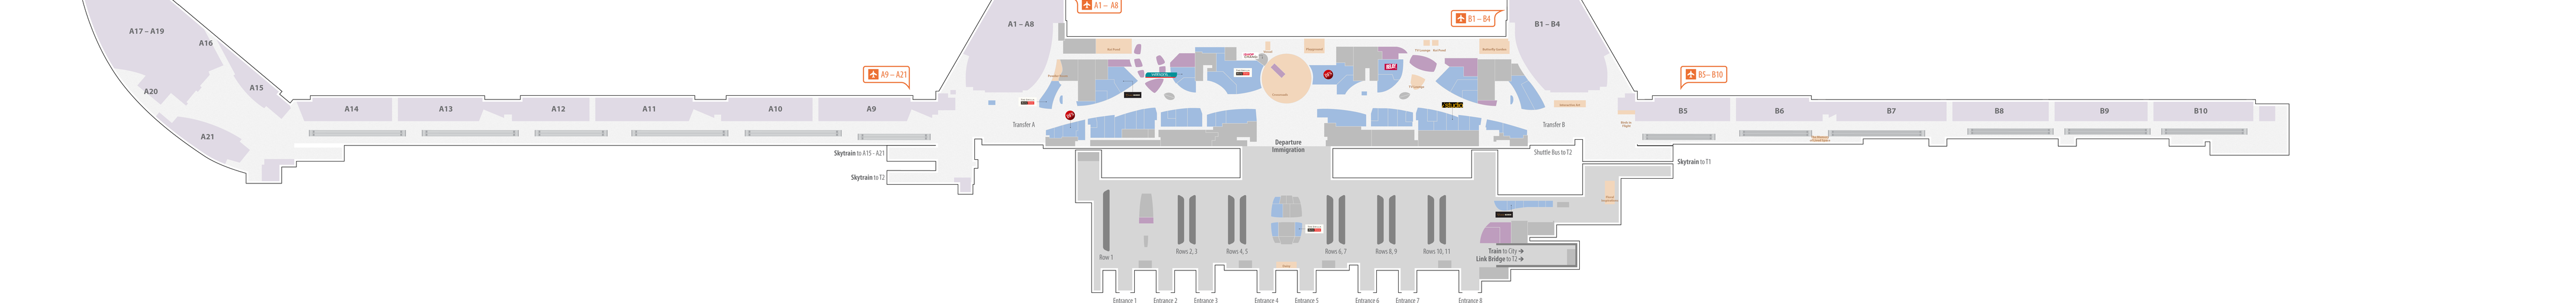 A1 – A8
B1 – B4
A17 – A19
A16
A1 – A8
B1 – B4
A9 – A21
B5 – B10
A20
A15
A14
A13
A12
A11
A10
A9
B5
B6
B7
B8
B9
B10
A21
Transfer A
Transfer B
Departure
Immigration
Skytrain to A15 - A21
Shuttle Bus to T2
Skytrain to T1
Skytrain to T2
Row 1
Rows 2, 3
Rows 4, 5
Rows 6, 7
Rows 8, 9
Rows 10, 11
Train to City →
Link Bridge to T2 →
Entrance 1
Entrance 2
Entrance 3
Entrance 4
Entrance 5
Entrance 6
Entrance 7
Entrance 8